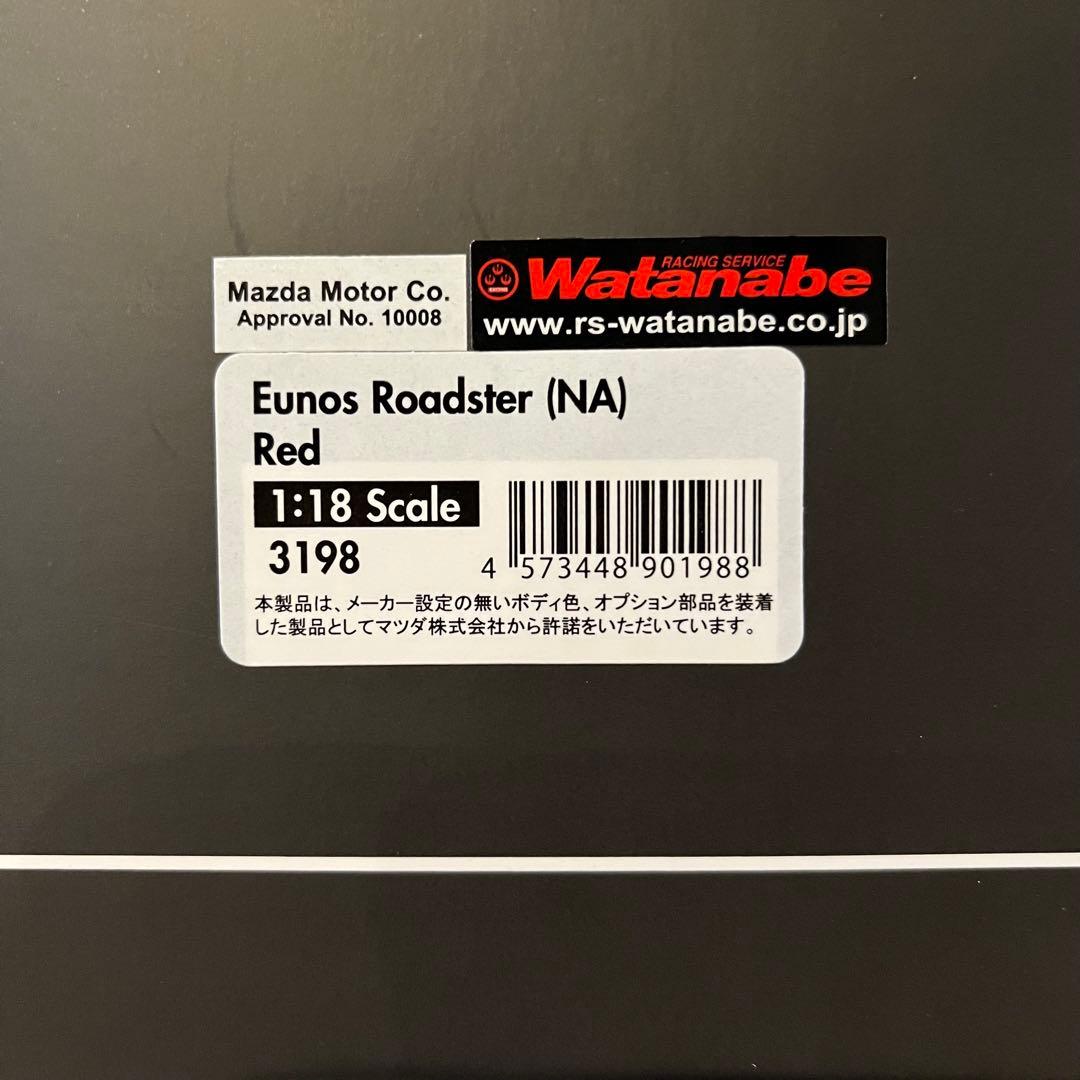 Mazda Motor Co.
Approval No. 10008
RACING SERVICE
Watanabe
www.rs-watanabe.co.jp
Eunos Roadster (NA)
Red
1:18 Scale
3198
4 573448 901988
本製品は、メーカー設定の無いボディ色、オプション部品を装着
した製品としてマツダ株式会社から許諾をいただいています。